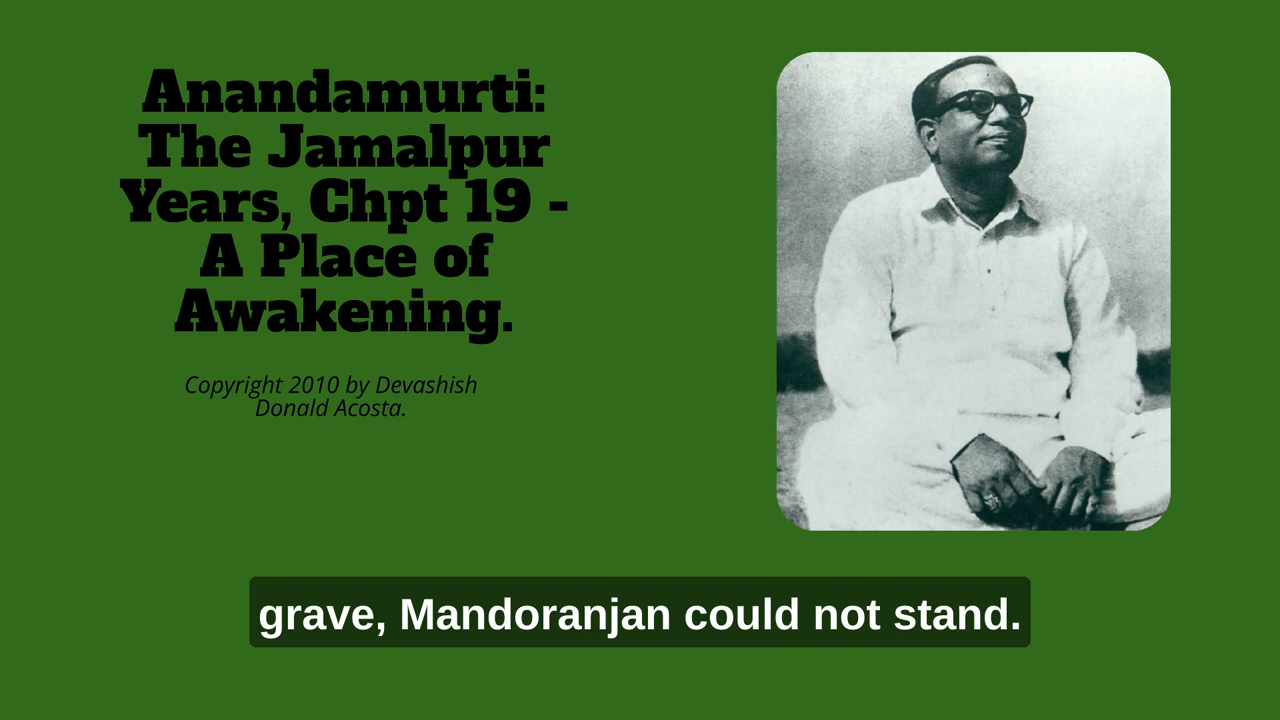 Anandamurti:
The Jamalpur
Years, Chpt 19 -
A Place of
Awakening.
Copyright 2010 by Devashish
Donald Acosta.
grave, Mandoranjan could not stand.